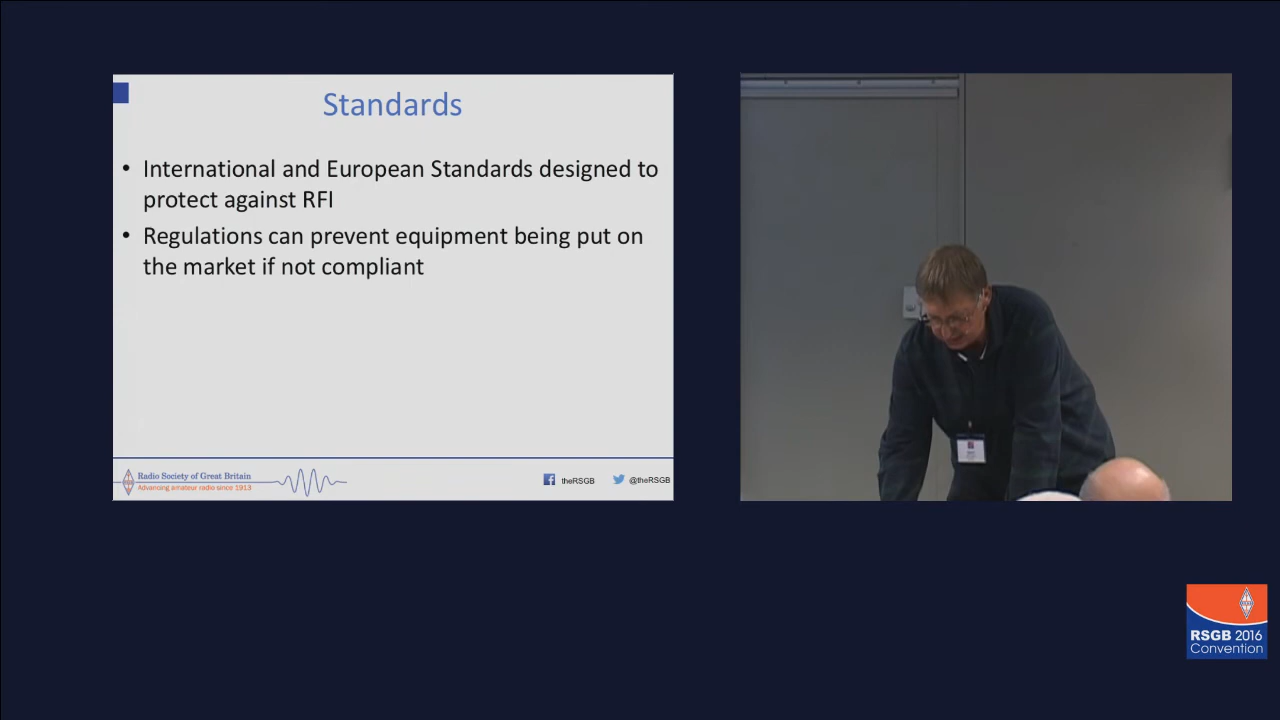 Standards
• International and European Standards designed to
protect against RFI
• Regulations can prevent equipment being put on
the market if not compliant
Radio Society of Great Britain
Advancing amateur radio since 1913
theRSGB
@theRSGB
RSGB 2016
Convention